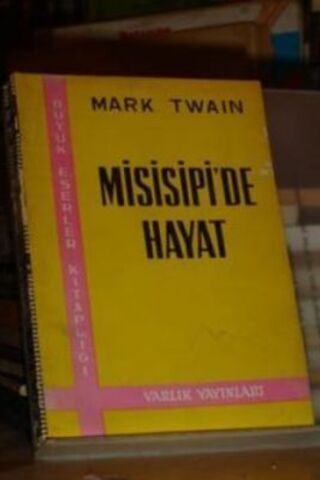 MARK TWAIN
MİSİSİPİ'DE
HAYAT
BÜYÜK ESERLER KİTAPLIĞI
VARLIK YAYINLARI